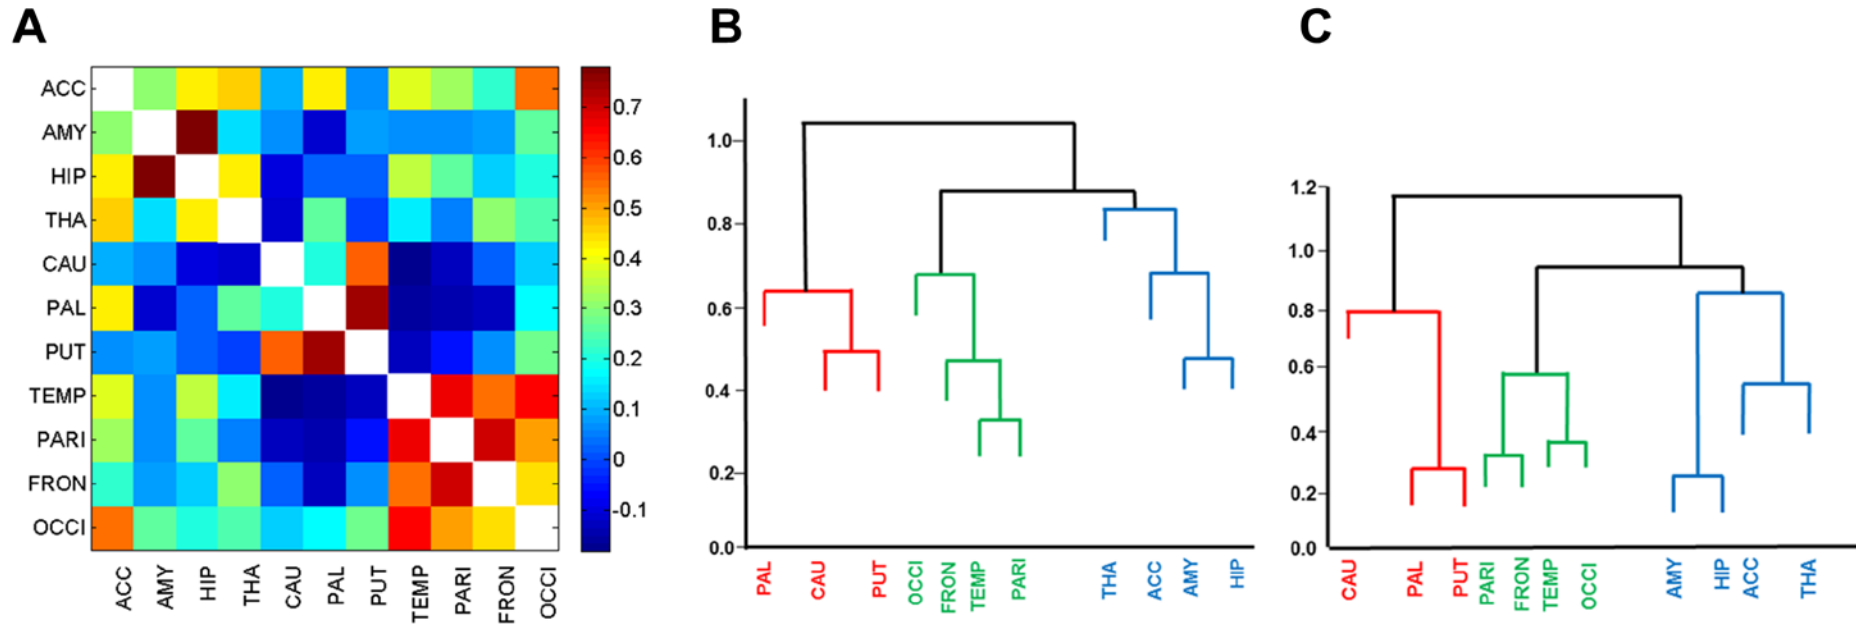 A
ACC
AMY
HIP
THA
CAU
PAL
PUT
TEMP
PARI
FRON
OCCI
ACC
AMY
HIP
THA
CAU
PAL
PUT
TEMP
PARI
FRON
OCCI
0.7
0.6
0.5
0.4
0.3
0.2
0.1
0
-0.1
B
1.0
0.8
0.6
0.4
0.2
0.0
PAL
CAU
PUT
OCCI
FRON
TEMP
PARI
THA
ACC
AMY
HIP
C
1.2
1.0
0.8
0.6
0.4
0.2
0.0
CAU
PAL
PUT
PARI
FRON
TEMP
OCCI
AMY
HIP
ACC
THA